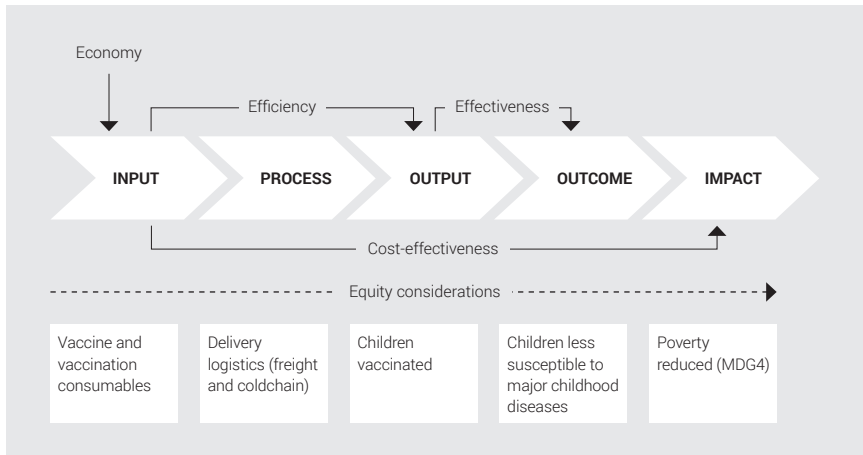 Economy
Efficiency
Effectiveness
INPUT
PROCESS
OUTPUT
OUTCOME
IMPACT
Cost-effectiveness
Equity considerations
Vaccine and
vaccination
consumables
Delivery
logistics (freight
and coldchain)
Children
vaccinated
Children less
susceptible to
major childhood
diseases
Poverty
reduced (MDG4)